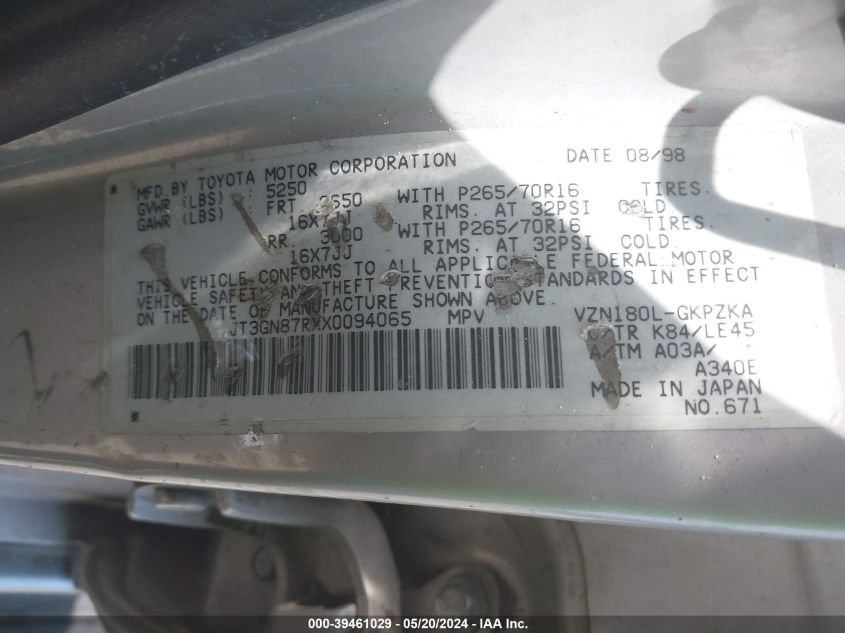 MFD. BY TOYOTA MOTOR CORPORATION DATE 08/98
GVWR (LBS) 5250
GAWR (LBS) FRT 2650 WITH P265/70R16 TIRES.
16X7JJ RIMS. AT 32PSI COLD.
RR. 3000 WITH P265/70R16 TIRES.
16X7JJ RIMS. AT 32PSI COLD.
THIS VEHICLE CONFORMS TO ALL APPLICABLE FEDERAL MOTOR
VEHICLE SAFETY AND THEFT PREVENTION STANDARDS IN EFFECT
ON THE DATE OF MANUFACTURE SHOWN ABOVE.
JT3GN87RXX0094065 MPV VZN180L-GKPZKA
C/TR K84/LE45
A/TM A03A/
A340E
MADE IN JAPAN
NO.671
000-39461029 / 05/20/2024 - IAA Inc.